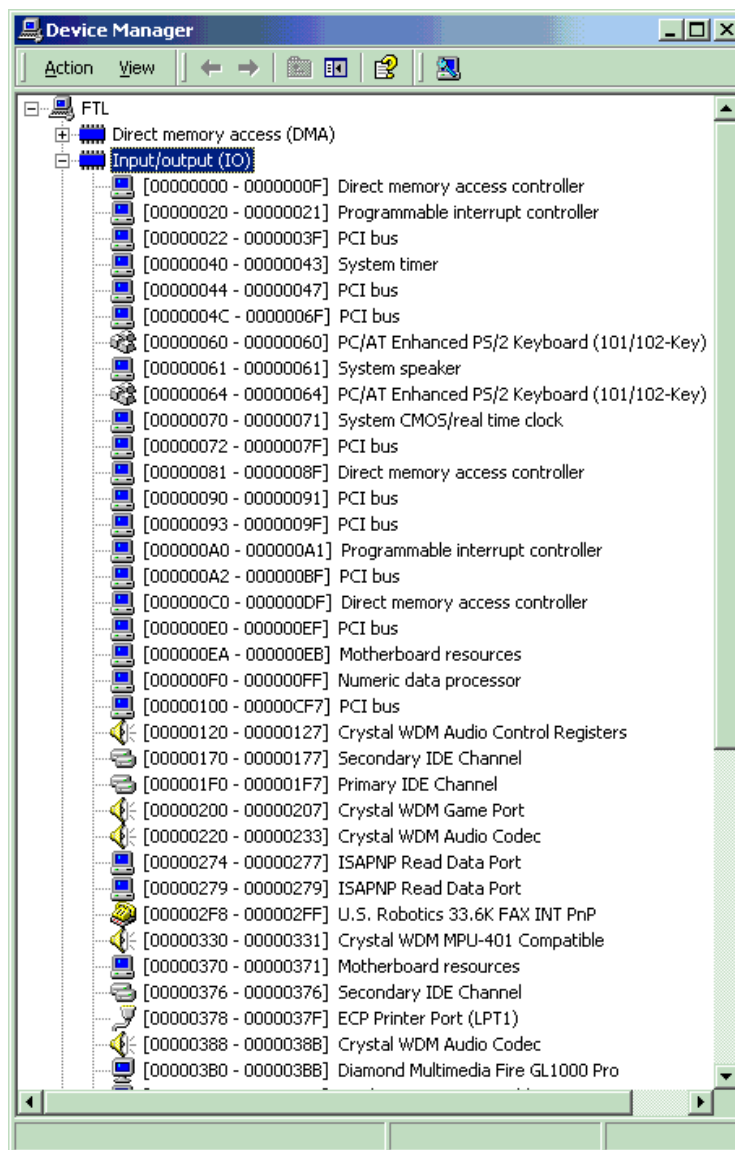 Device Manager
Action View
FTL
Direct memory access (DMA)
Input/output (IO)
[00000000 - 0000000F] Direct memory access controller
[00000020 - 00000021] Programmable interrupt controller
[00000022 - 0000003F] PCI bus
[00000040 - 00000043] System timer
[00000044 - 00000047] PCI bus
[0000004C - 0000006F] PCI bus
[00000060 - 00000060] PC/AT Enhanced PS/2 Keyboard (101/102-Key)
[00000061 - 00000061] System speaker
[00000064 - 00000064] PC/AT Enhanced PS/2 Keyboard (101/102-Key)
[00000070 - 00000071] System CMOS/real time clock
[00000072 - 0000007F] PCI bus
[00000081 - 0000008F] Direct memory access controller
[00000090 - 00000091] PCI bus
[00000093 - 0000009F] PCI bus
[000000A0 - 000000A1] Programmable interrupt controller
[000000A2 - 000000BF] PCI bus
[000000C0 - 000000DF] Direct memory access controller
[000000E0 - 000000EF] PCI bus
[000000EA - 000000EB] Motherboard resources
[000000F0 - 000000FF] Numeric data processor
[00000100 - 00000CF7] PCI bus
[00000120 - 00000127] Crystal WDM Audio Control Registers
[00000170 - 00000177] Secondary IDE Channel
[000001F0 - 000001F7] Primary IDE Channel
[00000200 - 00000207] Crystal WDM Game Port
[00000220 - 00000233] Crystal WDM Audio Codec
[00000274 - 00000277] ISAPNP Read Data Port
[00000279 - 00000279] ISAPNP Read Data Port
[000002F8 - 000002FF] U.S. Robotics 33.6K FAX INT PnP
[00000330 - 00000331] Crystal WDM MPU-401 Compatible
[00000370 - 00000371] Motherboard resources
[00000376 - 00000376] Secondary IDE Channel
[00000378 - 0000037F] ECP Printer Port (LPT1)
[00000388 - 0000038B] Crystal WDM Audio Codec
[000003B0 - 000003BB] Diamond Multimedia Fire GL1000 Pro